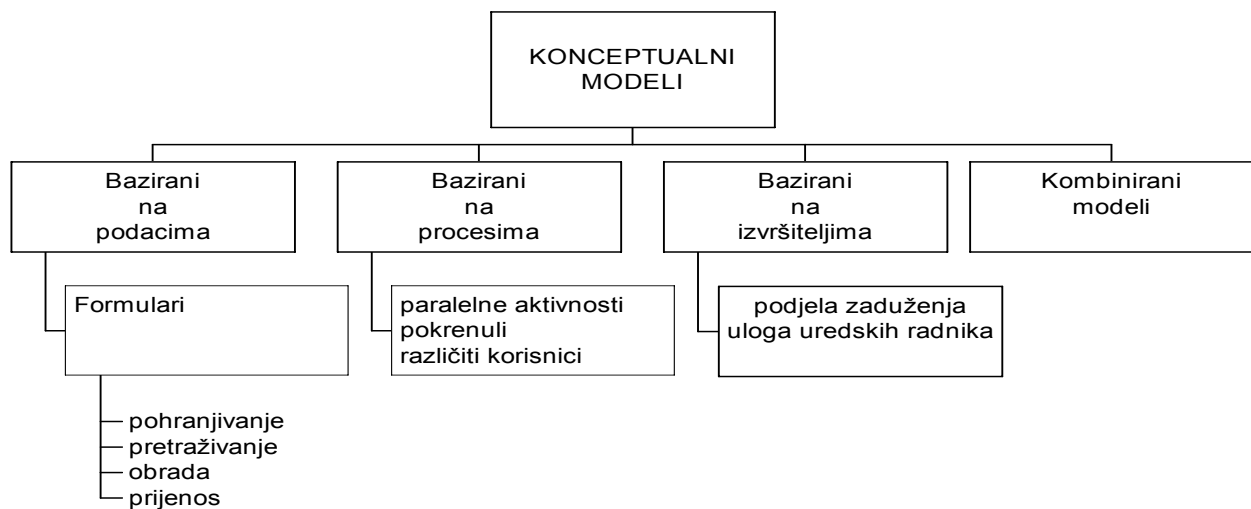 KONCEPTUALNI
MODELI
Bazirani
na
podacima
Bazirani
na
procesima
Bazirani
na
izvršiteljima
Kombinirani
modeli
Formulari
paralelne aktivnosti
pokrenuli
različiti korisnici
podjela zaduženja
uloga uredskih radnika
pohranjivanje
pretraživanje
obrada
prijenos